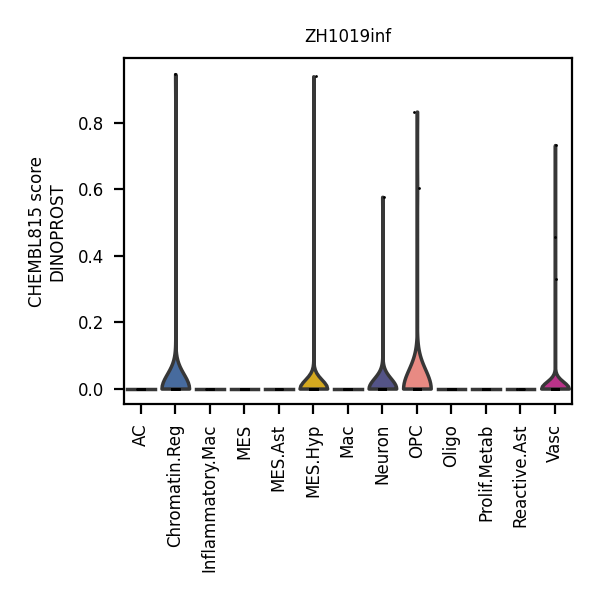 ZH1019inf
CHEMBL815 score
DINOPROST
0.8
0.6
0.4
0.2
0.0
AC
Chromatin.Reg
Inflammatory.Mac
MES
MES.Ast
MES.Hyp
Mac
Neuron
OPC
Oligo
Prolif.Metab
Reactive.Ast
Vasc